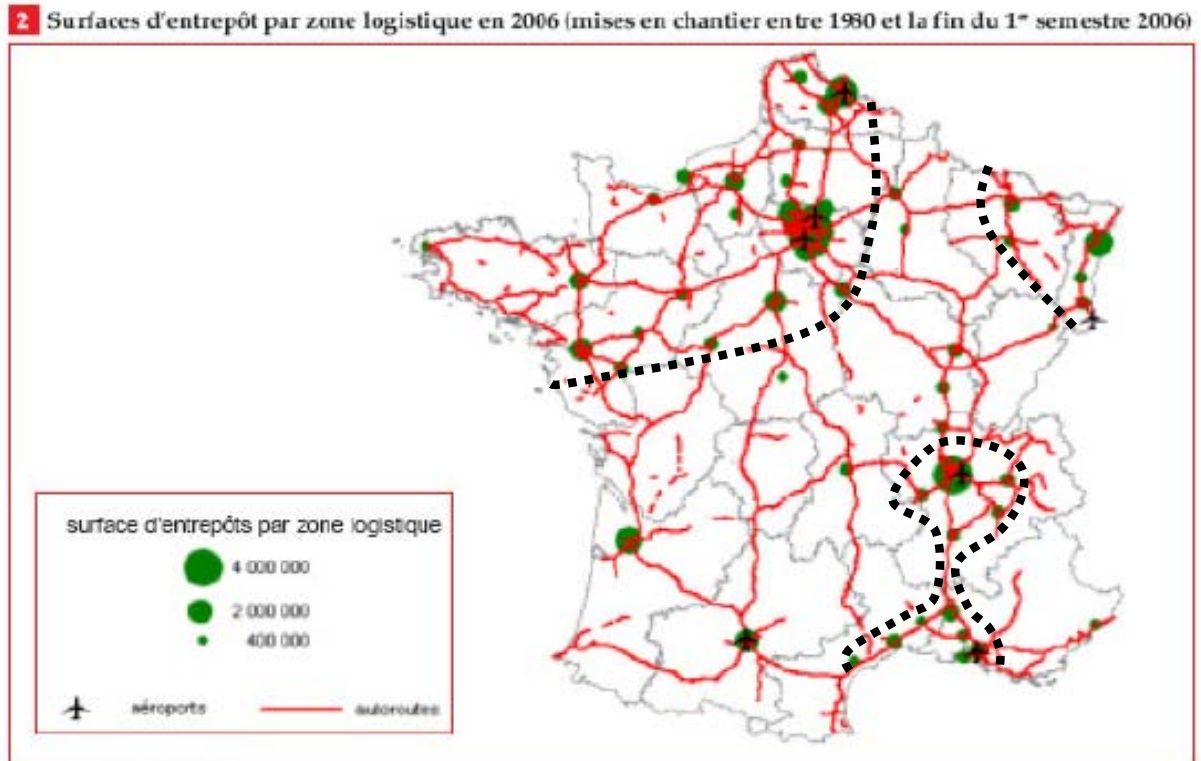 2 Surfaces d'entrepôt par zone logistique en 2006 (mises en chantier entre 1980 et la fin du 1er semestre 2006)
surface d'entrepôts par zone logistique
4 000 000
2 000 000
400 000
aéroports
autoroutes